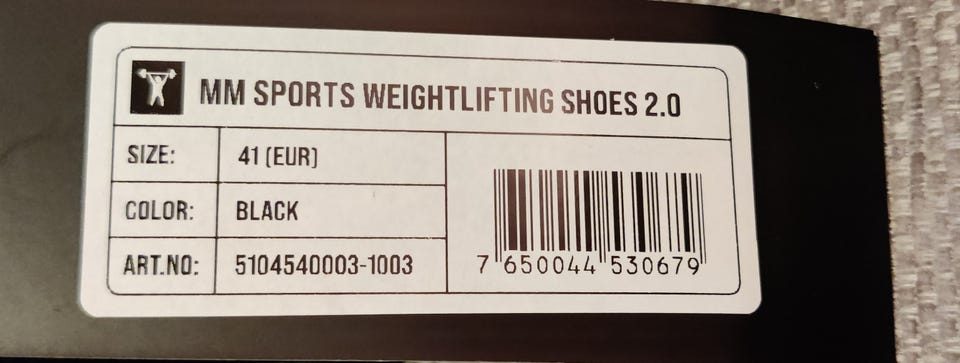 MM SPORTS WEIGHTLIFTING SHOES 2.0
SIZE: 41 (EUR)
COLOR: BLACK
ART.NO: 5104540003-1003
7 650044 530679